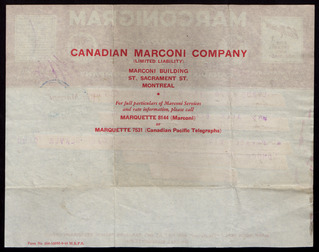 CANADIAN MARCONI COMPANY
(LIMITED LIABILITY)
MARCONI BUILDING
ST. SACRAMENT ST.
MONTREAL
For full particulars of Marconi Services
and rate information, please call
MARQUETTE 8144 (Marconi)
or
MARQUETTE 7631 (Canadian Pacific Telegraphs)